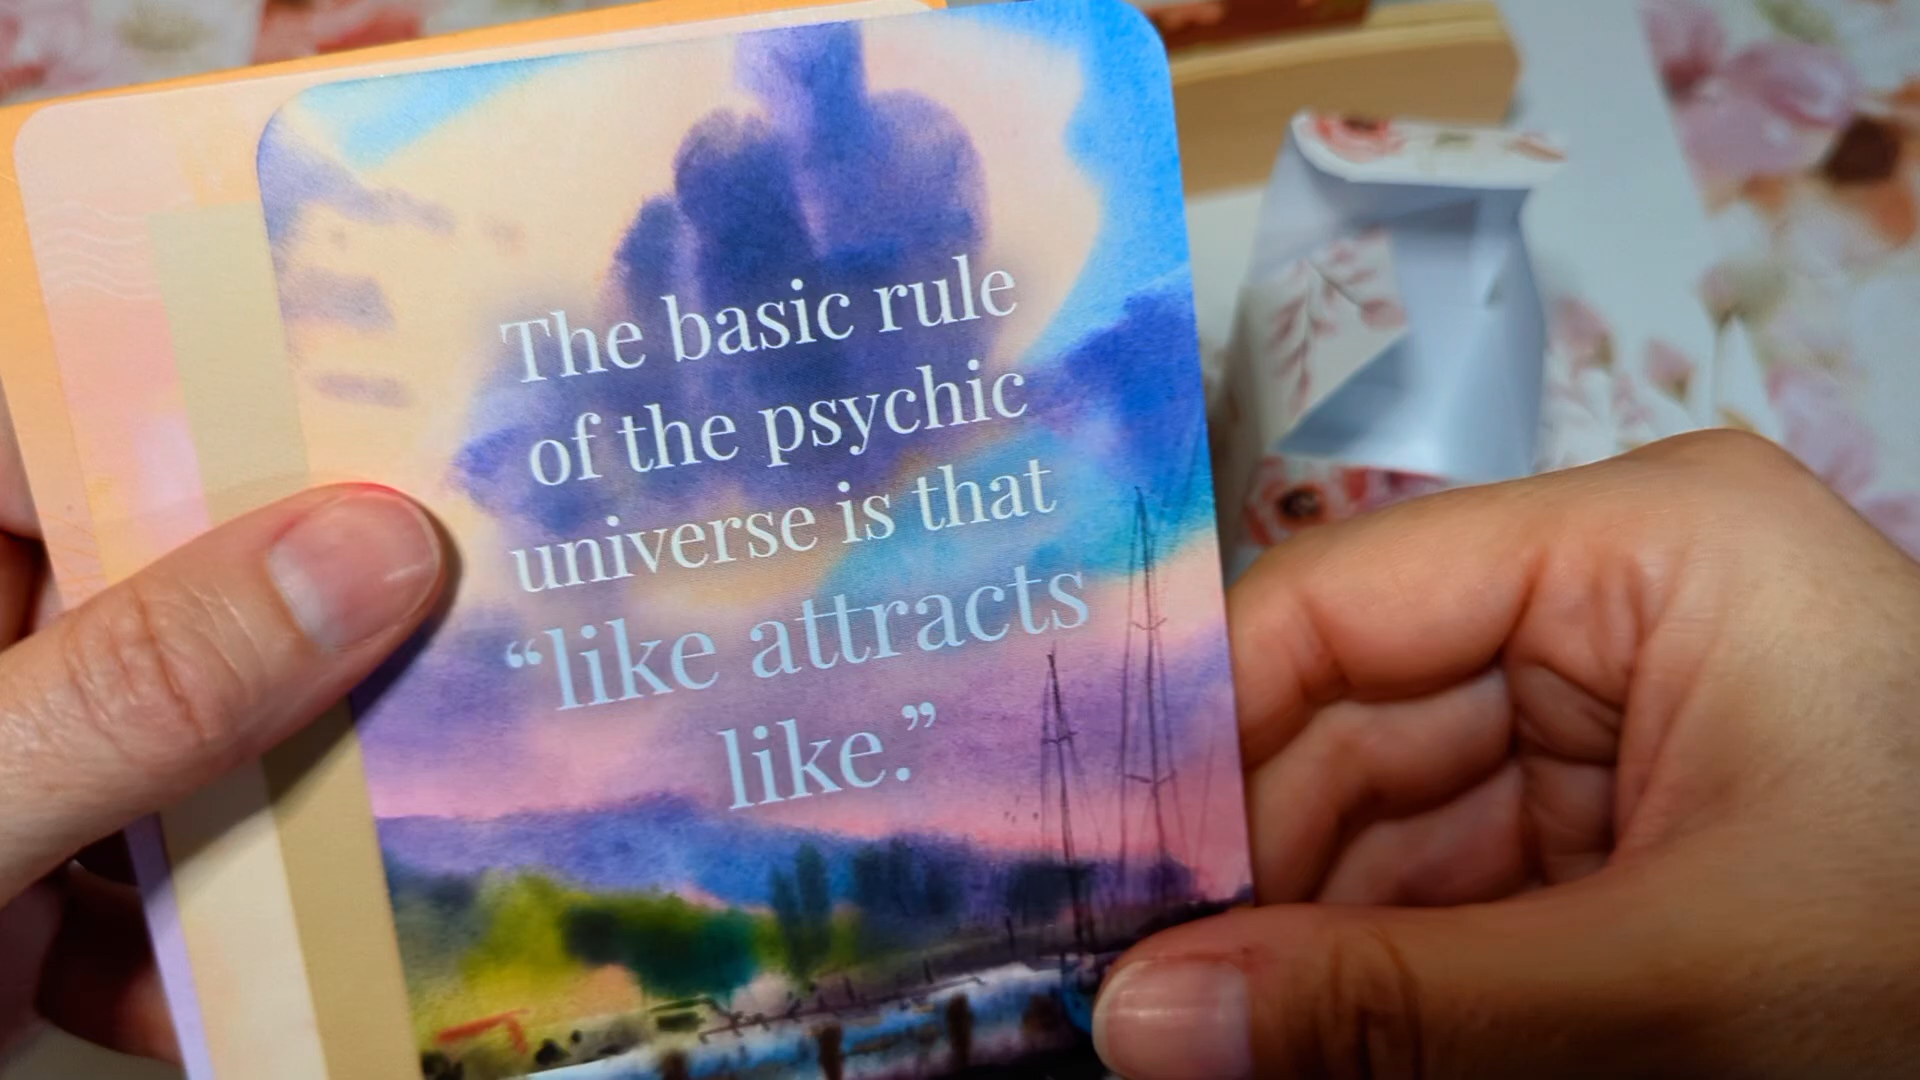 The basic rule
of the psychic
universe is that
“like attracts
like.”